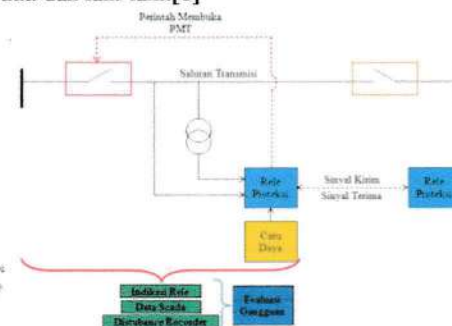 [1]
Perintah Membuka
PMT
Saluran Transmisi
Rele
Proteksi
Sinyal Kirim
Sinyal Terima
Rele
Proteksi
Catu
Daya
Indikasi Rele
Data Scada
Disturbance Recorder
Evaluasi
Gangguan